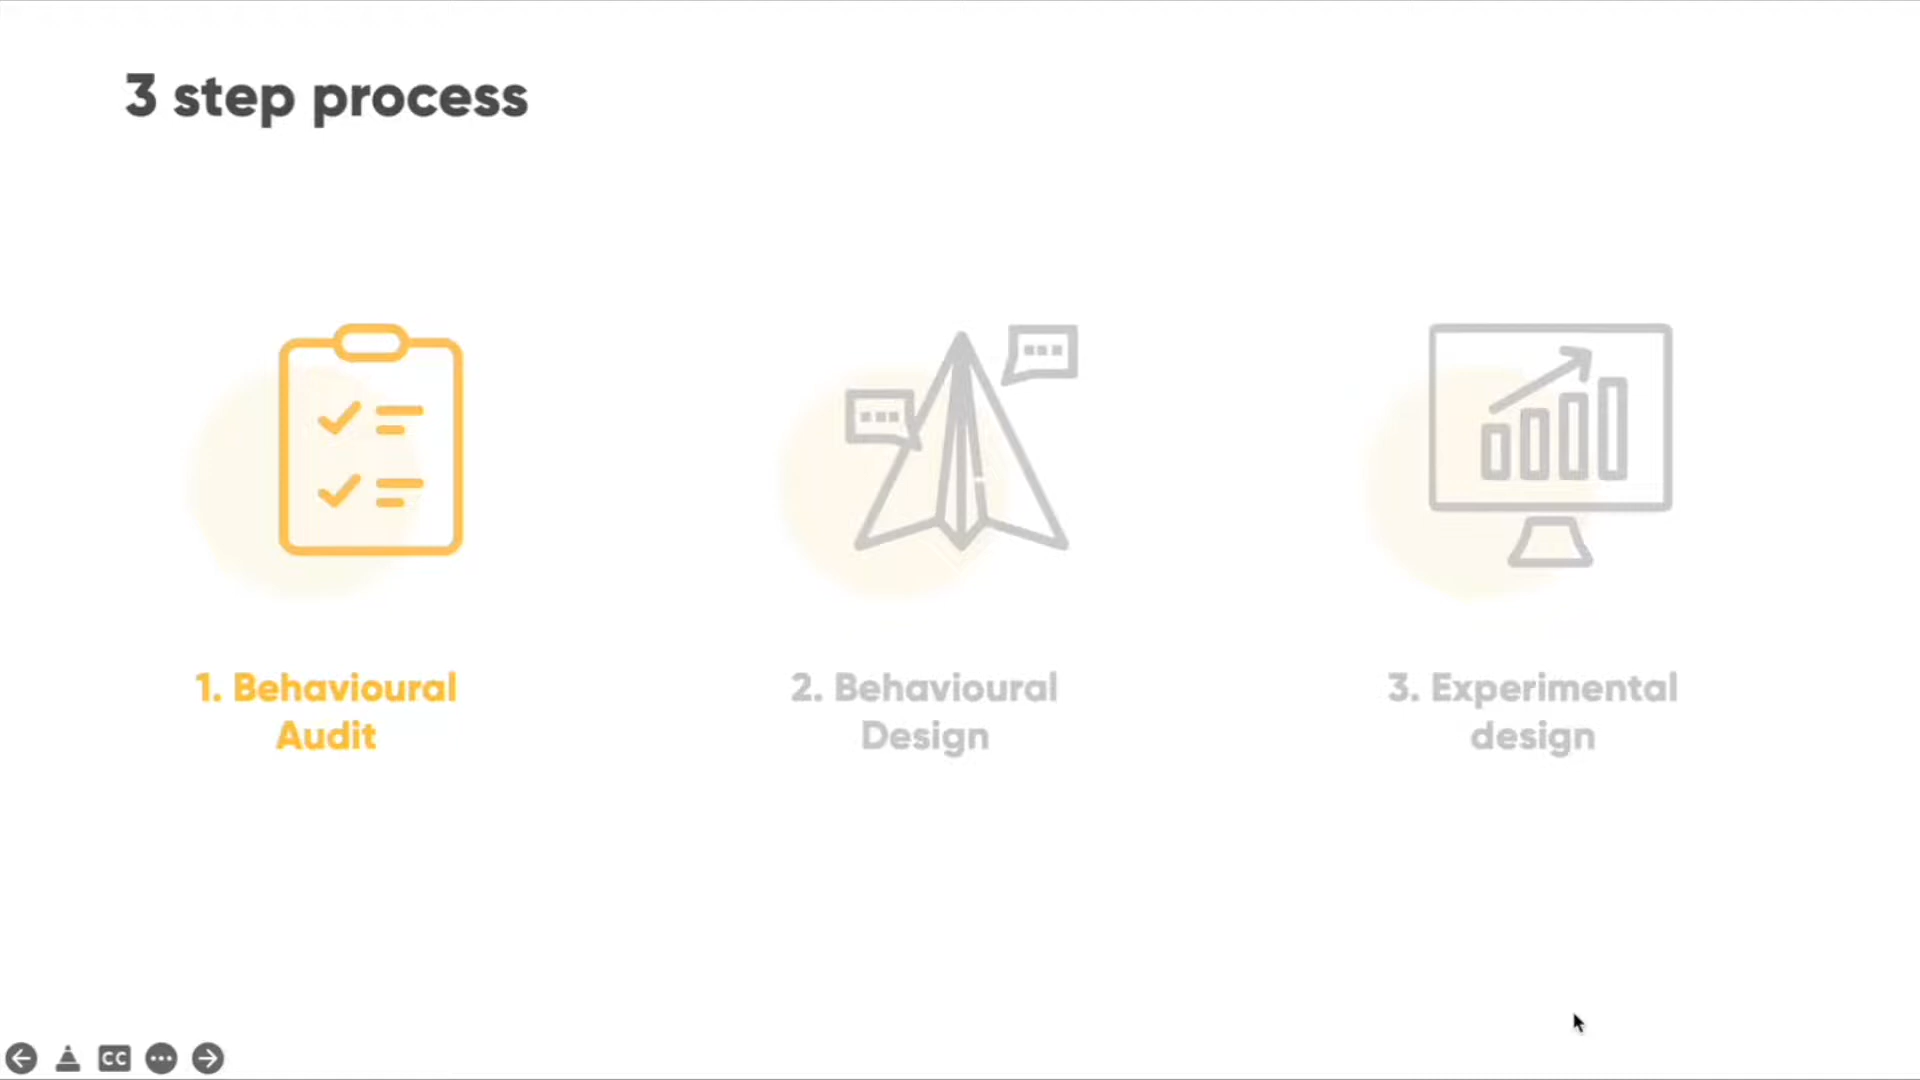 3 step process
1. Behavioural
Audit
2. Behavioural
Design
3. Experimental
design
CC